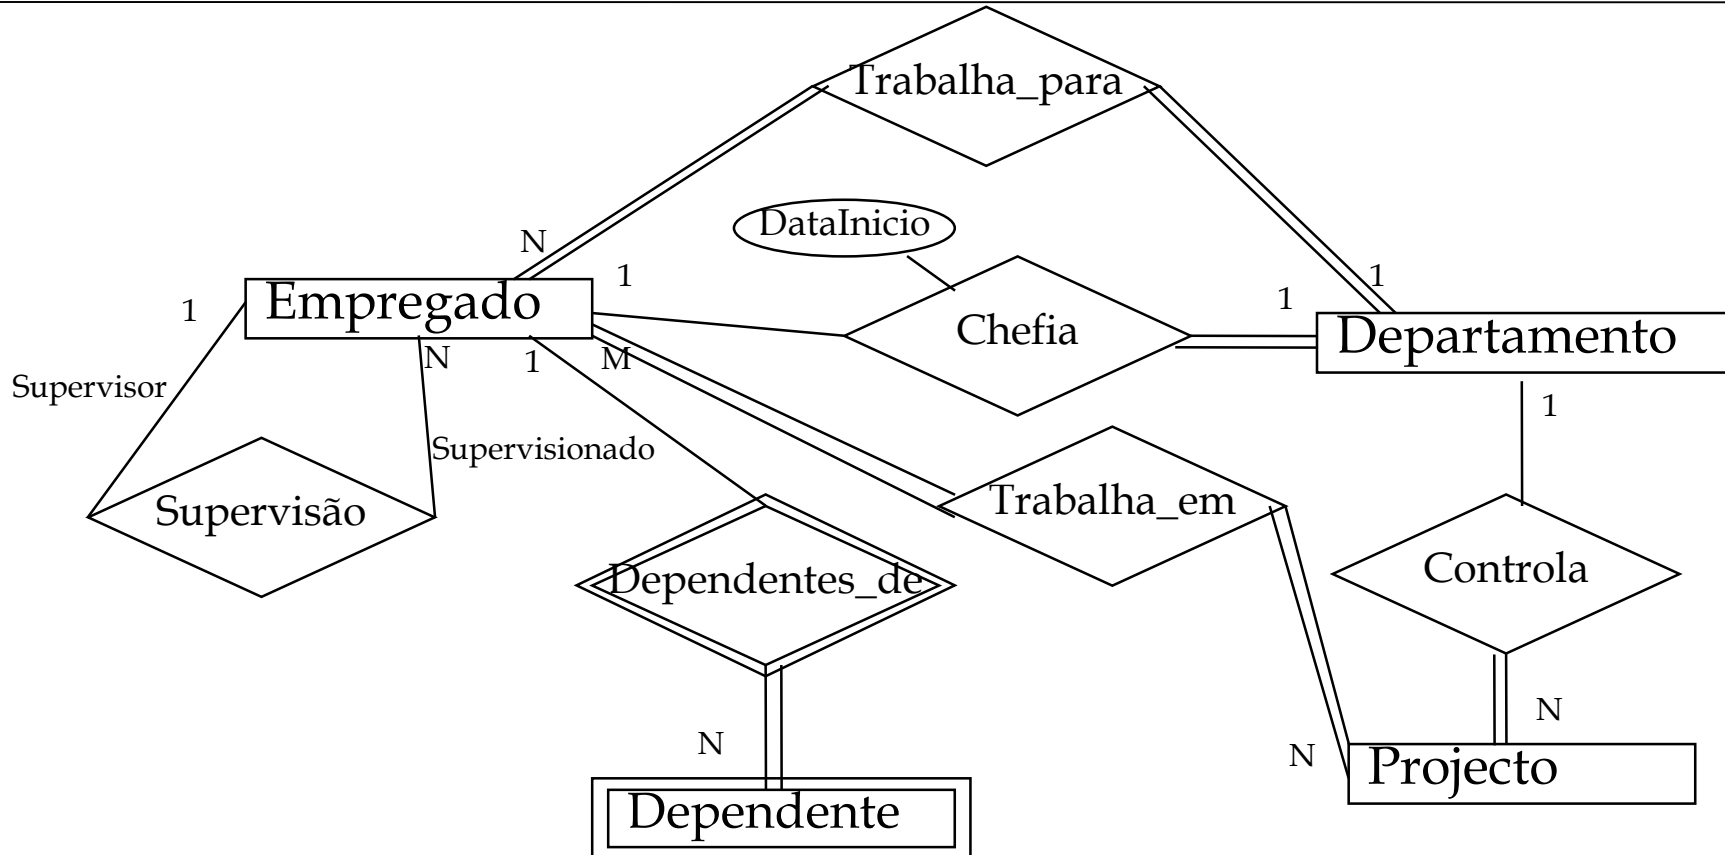 Trabalha_para
DataInicio
N
1
1
1
Empregado
1
Chefia
Departamento
N
1
M
Supervisor
1
Supervisionado
Supervisão
Trabalha_em
Dependentes_de
Controla
N
N
N
Projecto
Dependente